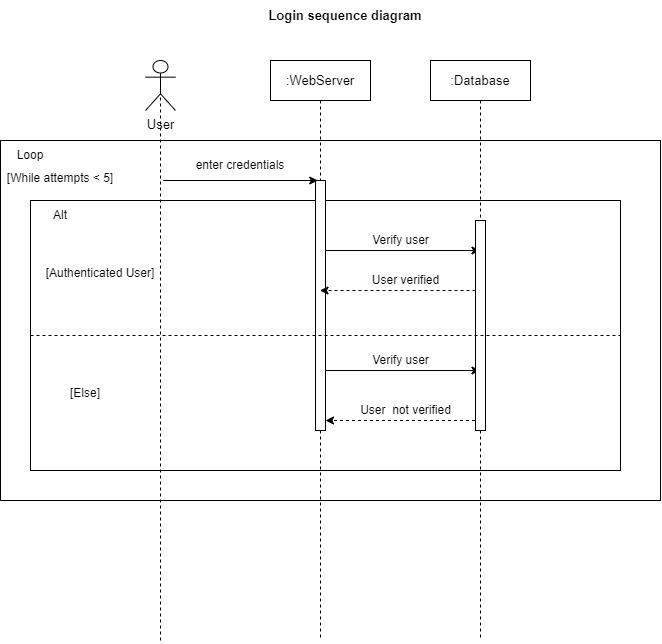 Login sequence diagram
:WebServer
:Database
User
Loop
enter credentials
[While attempts < 5]
Alt
Verify user
[Authenticated User]
User verified
Verify user
[Else]
User not verified